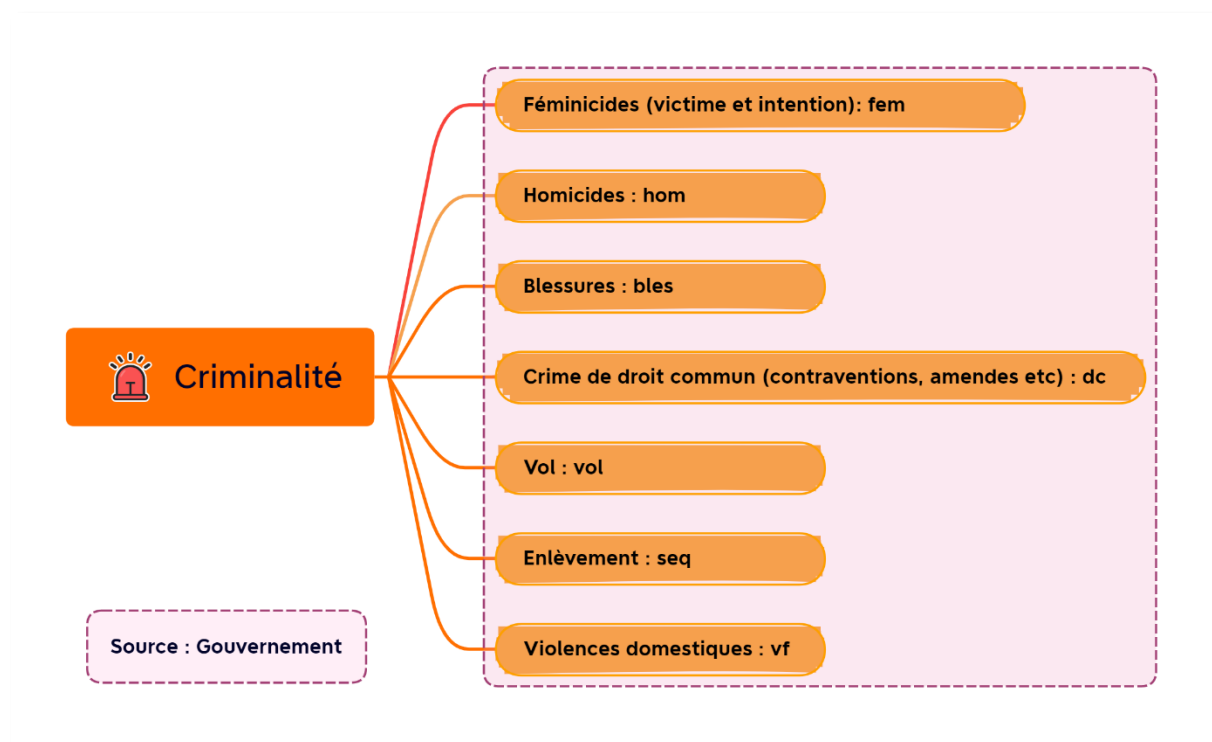 Criminalité
Féminicides (victime et intention): fem
Homicides : hom
Blessures : bles
Crime de droit commun (contraventions, amendes etc) : dc
Vol : vol
Enlèvement : seq
Violences domestiques : vf
Source : Gouvernement